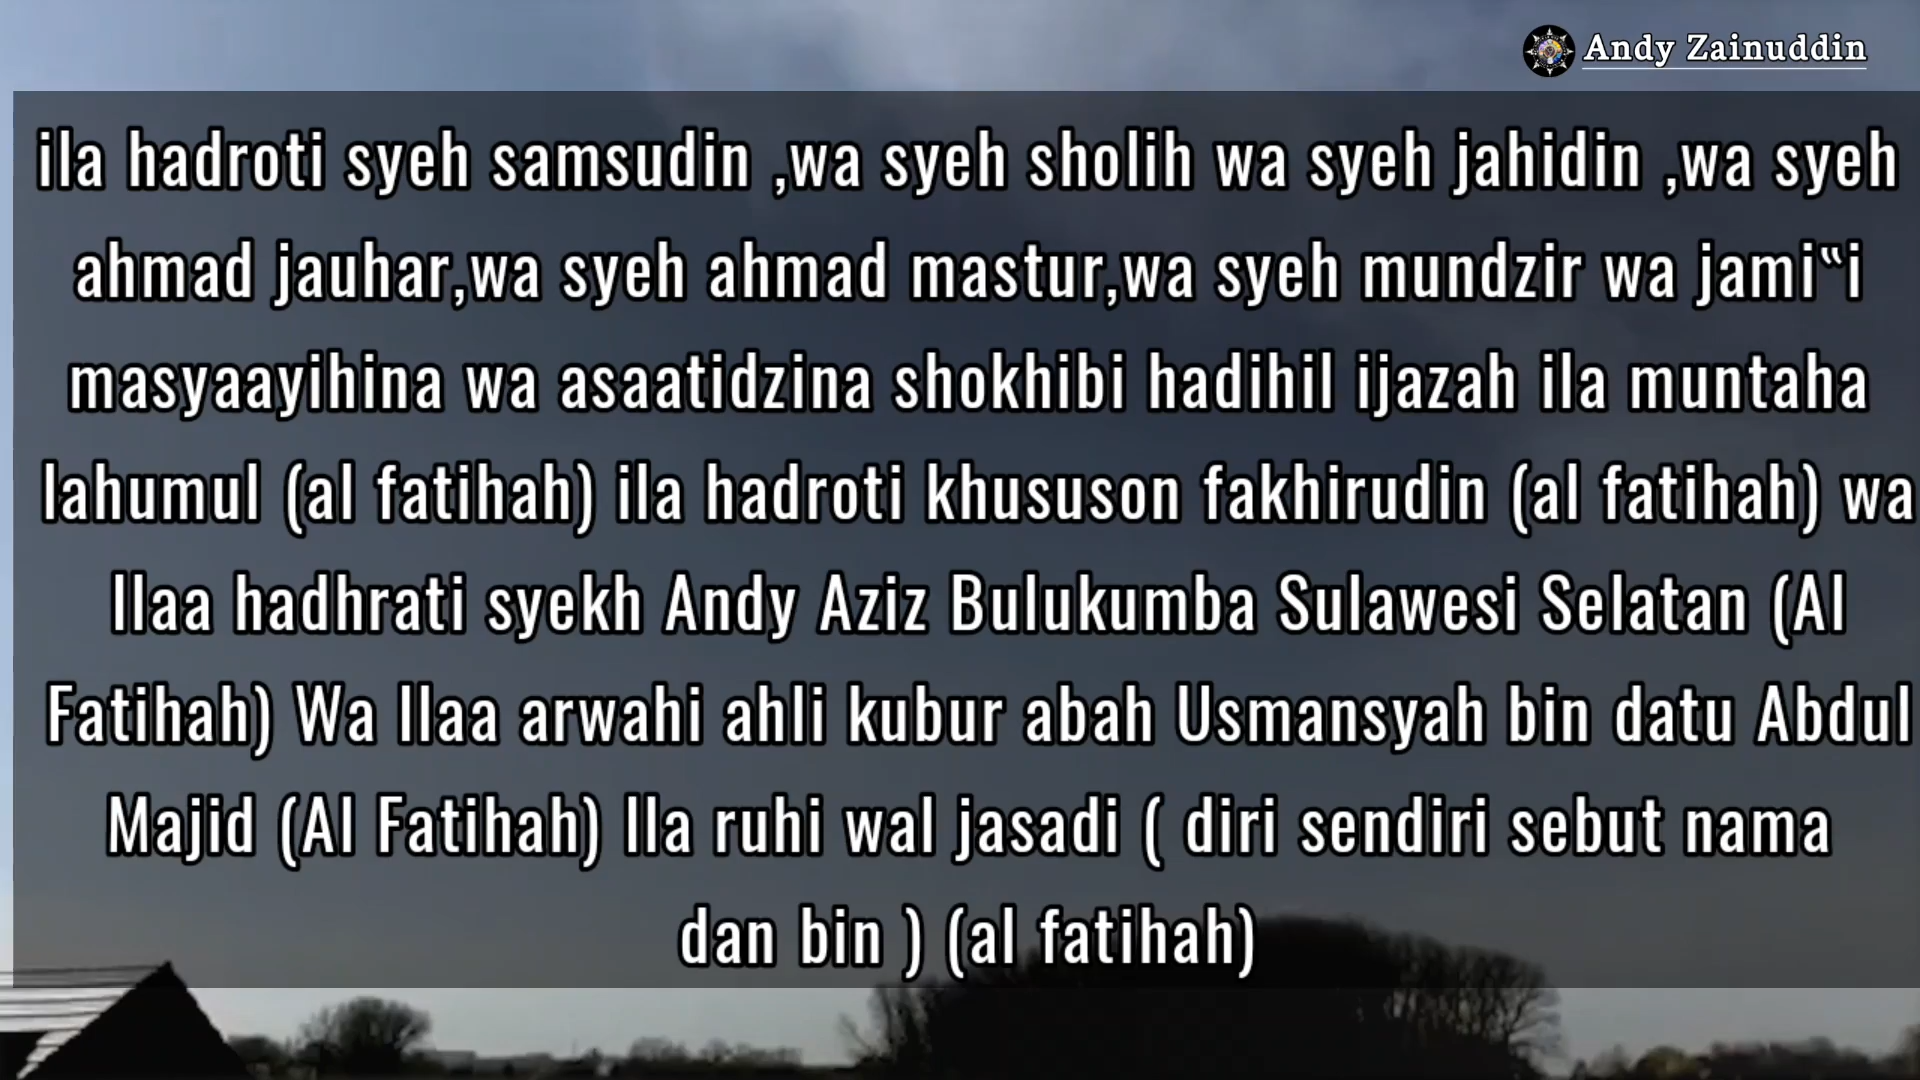 Andy Zainuddin
ila hadroti syeh samsudin ,wa syeh sholih wa syeh jahidin ,wa syeh
ahmad jauhar,wa syeh ahmad mastur,wa syeh mundzir wa jami‟i
masyaayihina wa asaatidzina shokhibi hadihil ijazah ila muntaha
lahumul (al fatihah) ila hadroti khususon fakhirudin (al fatihah) wa
Ilaa hadhrati syekh Andy Aziz Bulukumba Sulawesi Selatan (Al
Fatihah) Wa Ilaa arwahi ahli kubur abah Usmansyah bin datu Abdul
Majid (Al Fatihah) Ila ruhi wal jasadi ( diri sendiri sebut nama
dan bin ) (al fatihah)